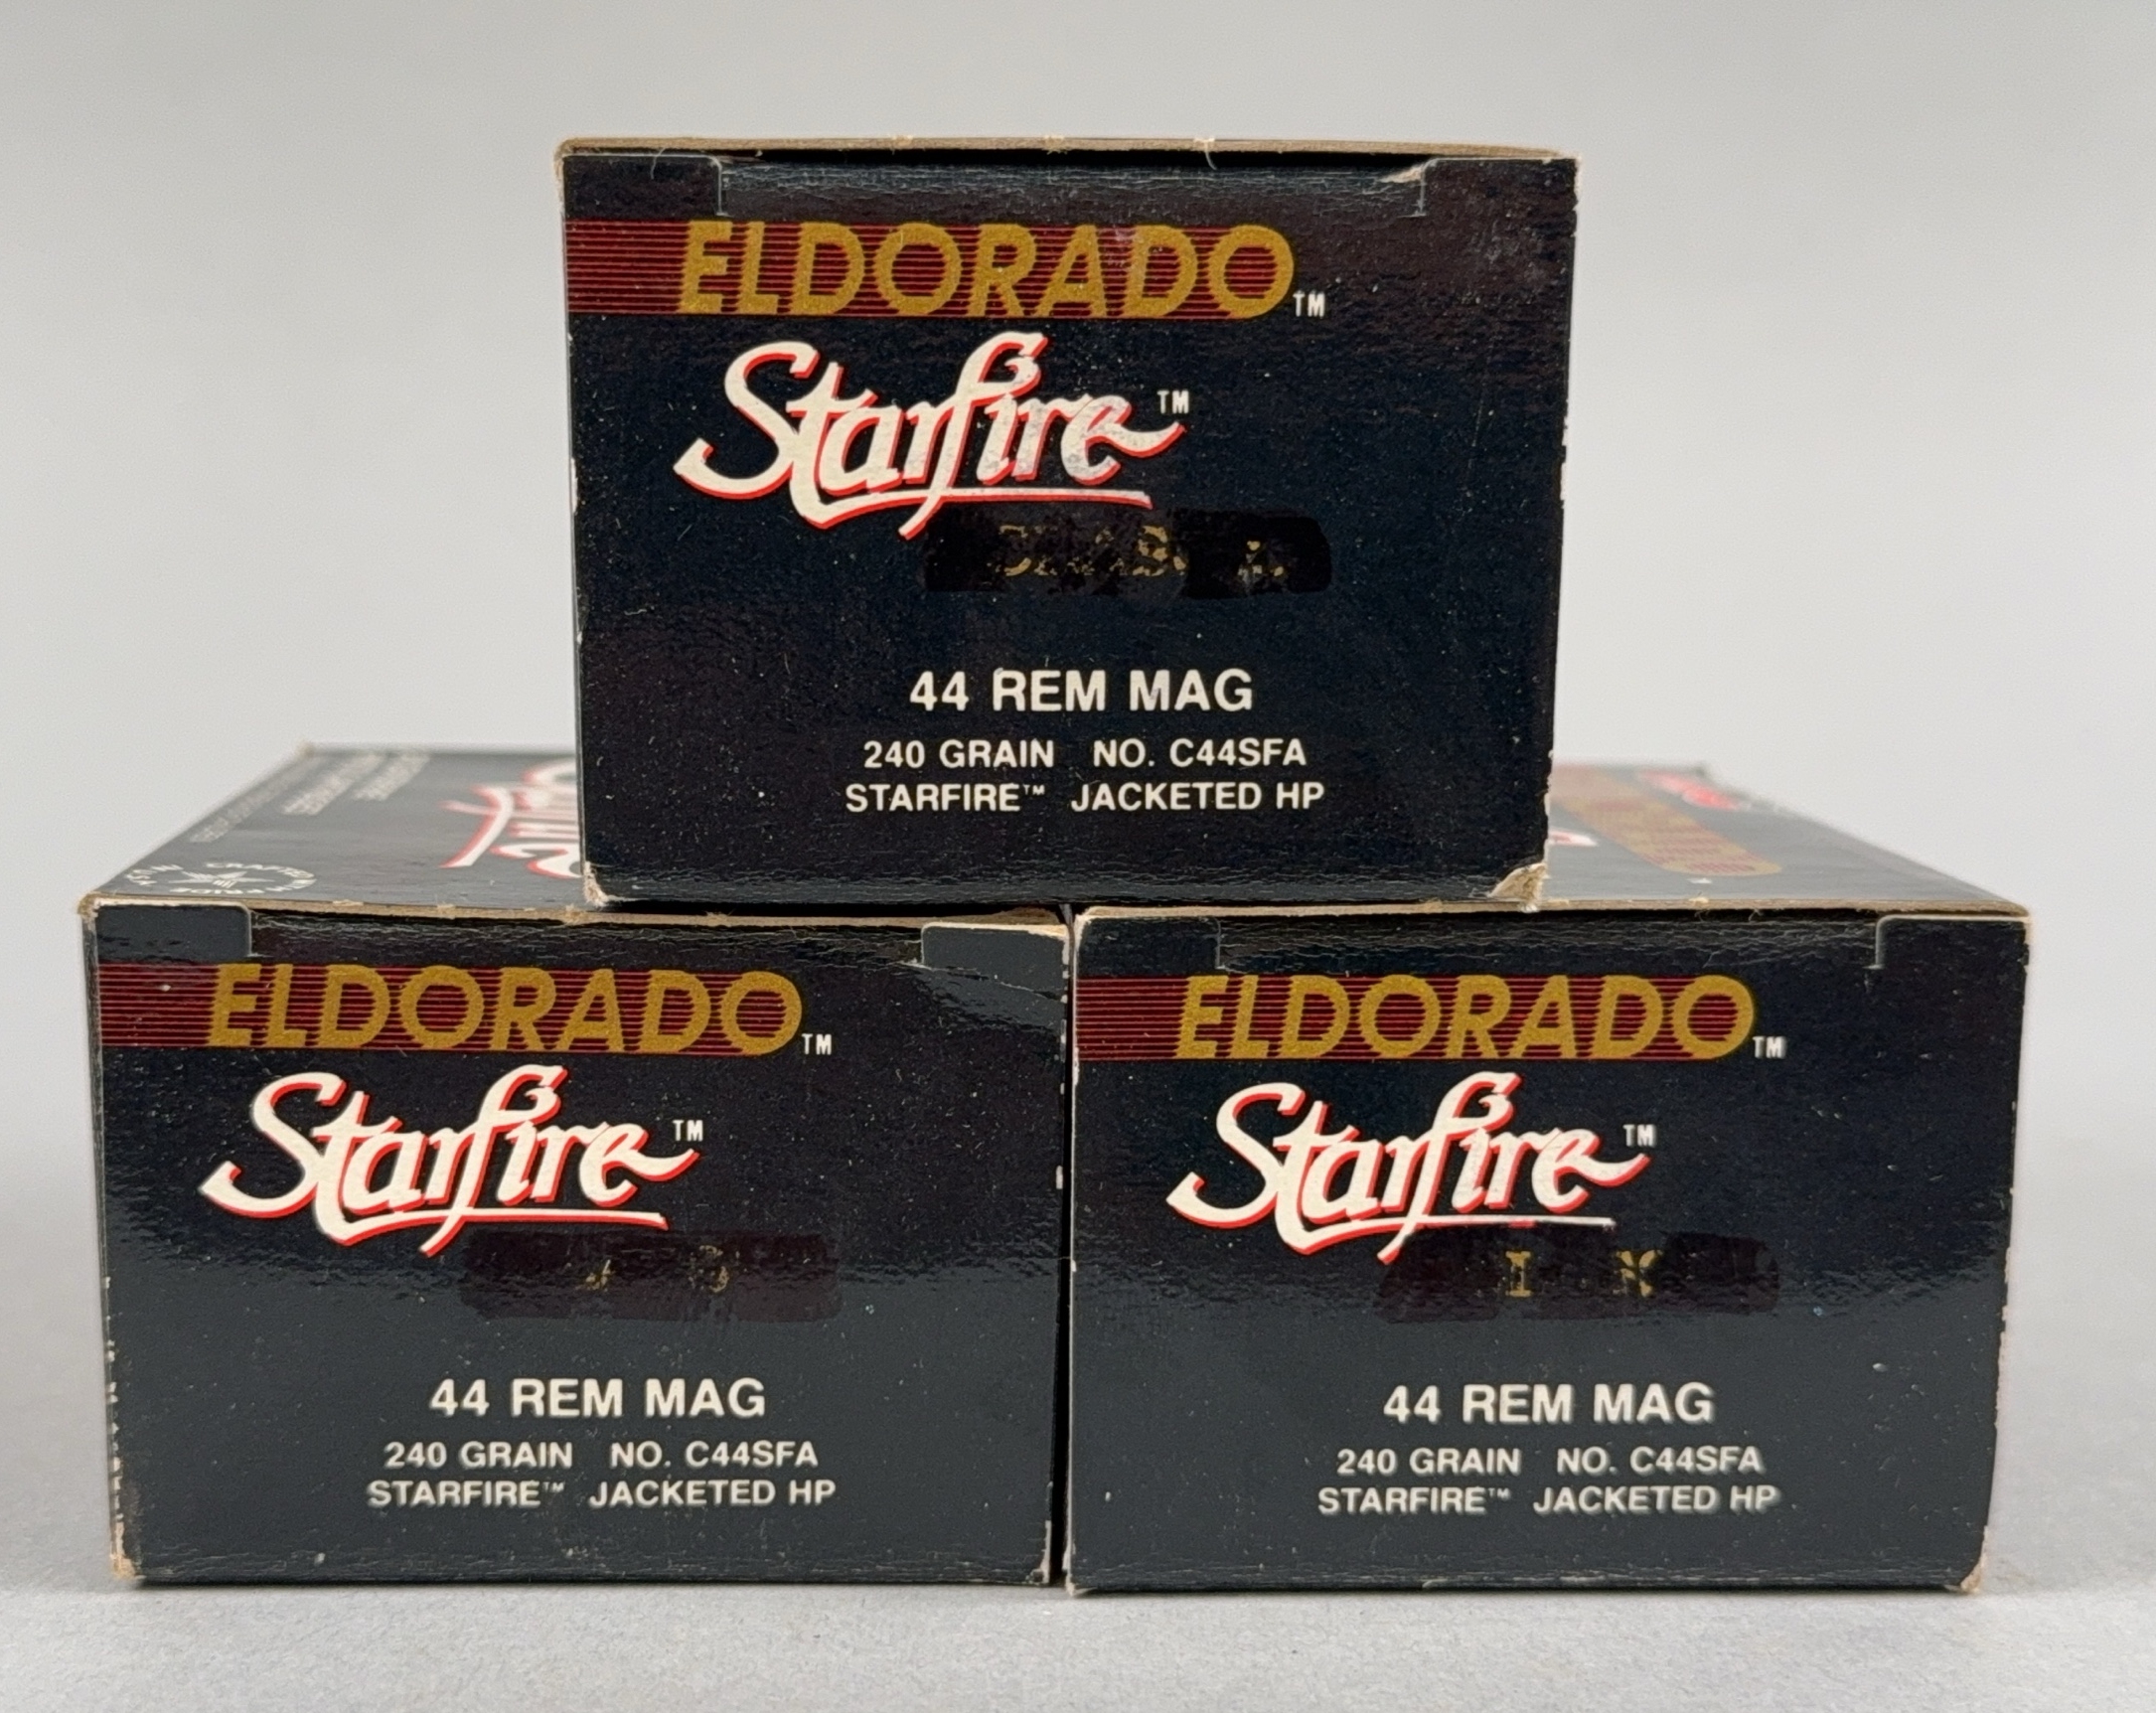 ELDORADO™
Starfire™
44 REM MAG
240 GRAIN NO. C44SFA
STARFIRE™ JACKETED HP
ELDORADO™
Starfire™
44 REM MAG
240 GRAIN NO. C44SFA
STARFIRE™ JACKETED HP
ELDORADO™
Starfire™
44 REM MAG
240 GRAIN NO. C44SFA
STARFIRE™ JACKETED HP